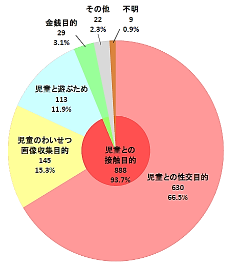 その他
22
2.3%
不明
9
0.9%
金銭目的
29
3.1%
児童と遊ぶため
113
11.9%
児童のわいせつ
画像収集目的
145
15.3%
児童との
接触目的
888
93.7%
児童との性交目的
630
66.5%